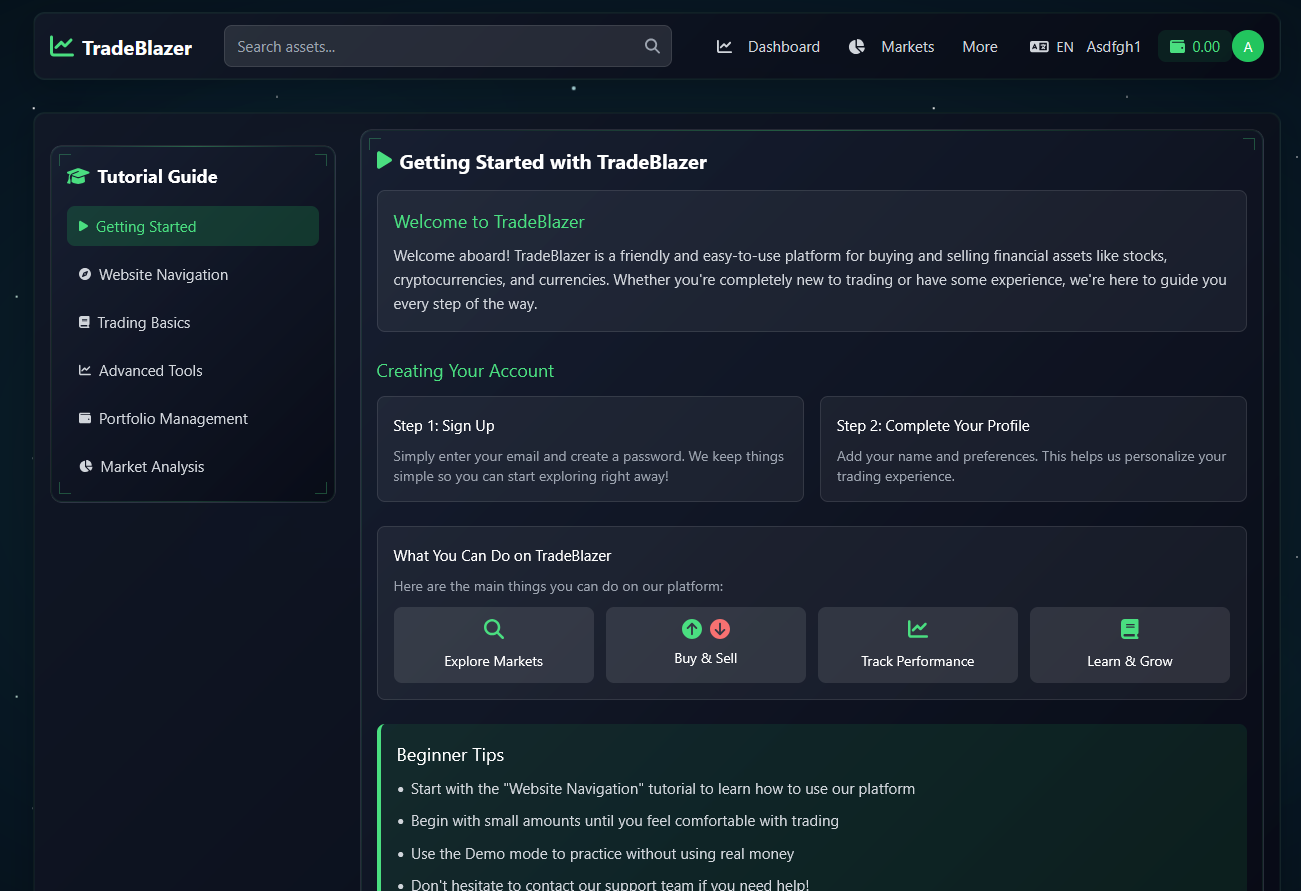 TradeBlazer
Search assets...
Dashboard
Markets
More
EN
Asdfgh1
0.00
A
Tutorial Guide
Getting Started
Website Navigation
Trading Basics
Advanced Tools
Portfolio Management
Market Analysis
Getting Started with TradeBlazer
Welcome to TradeBlazer
Welcome aboard! TradeBlazer is a friendly and easy-to-use platform for buying and selling financial assets like stocks,
cryptocurrencies, and currencies. Whether you're completely new to trading or have some experience, we're here to guide you
every step of the way.
Creating Your Account
Step 1: Sign Up
Simply enter your email and create a password. We keep things
simple so you can start exploring right away!
Step 2: Complete Your Profile
Add your name and preferences. This helps us personalize your
trading experience.
What You Can Do on TradeBlazer
Here are the main things you can do on our platform:
Explore Markets
Buy & Sell
Track Performance
Learn & Grow
Beginner Tips
• Start with the "Website Navigation" tutorial to learn how to use our platform
• Begin with small amounts until you feel comfortable with trading
• Use the Demo mode to practice without using real money
• Don't hesitate to contact our support team if you need help!